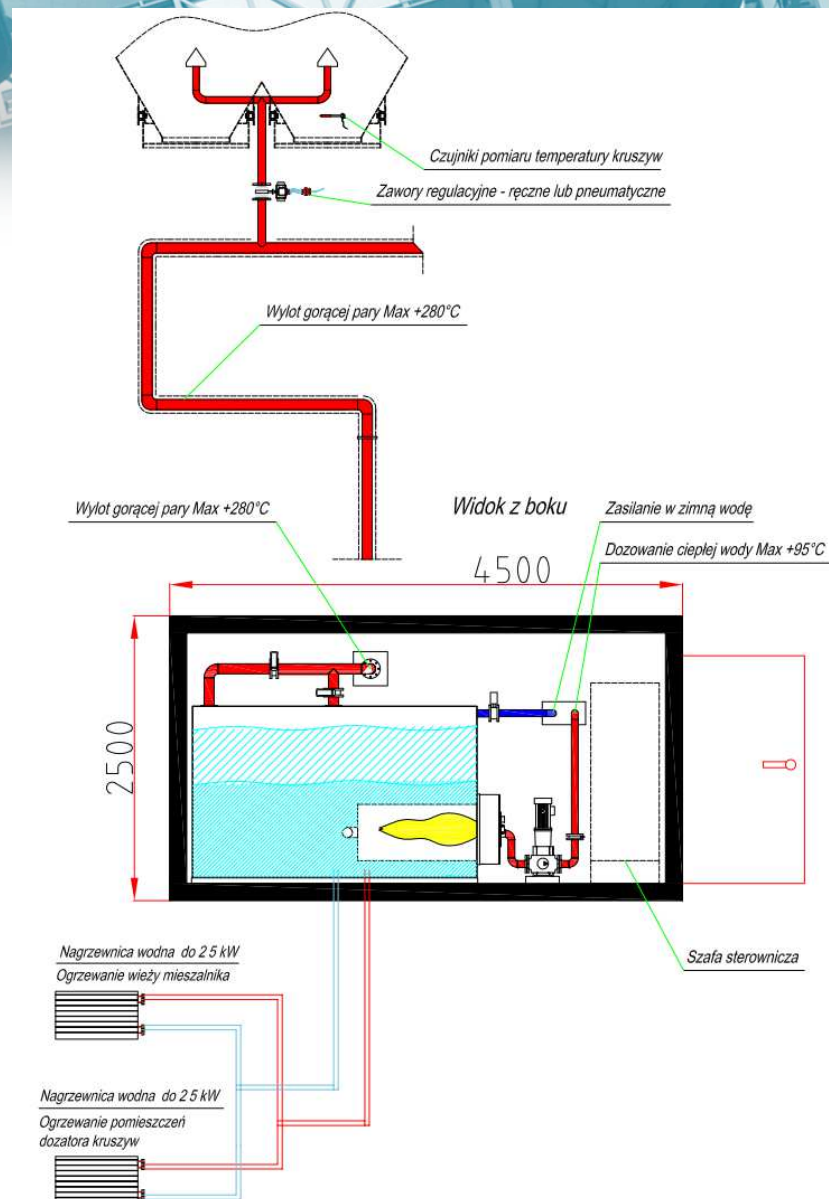 Czujniki pomiaru temperatury kruszyw
Zawory regulacyjne - ręczne lub pneumatyczne
Wylot gorącej pary Max +280°C
Wylot gorącej pary Max +280°C
Widok z boku
Zasilanie w zimną wodę
Dozowanie ciepłej wody Max +95°C
4500
2500
Szafa sterownicza
Nagrzewnica wodna do 2 5 kW
Ogrzewanie wieży mieszalnika
Nagrzewnica wodna do 2 5 kW
Ogrzewanie pomieszczeń
dozatora kruszyw